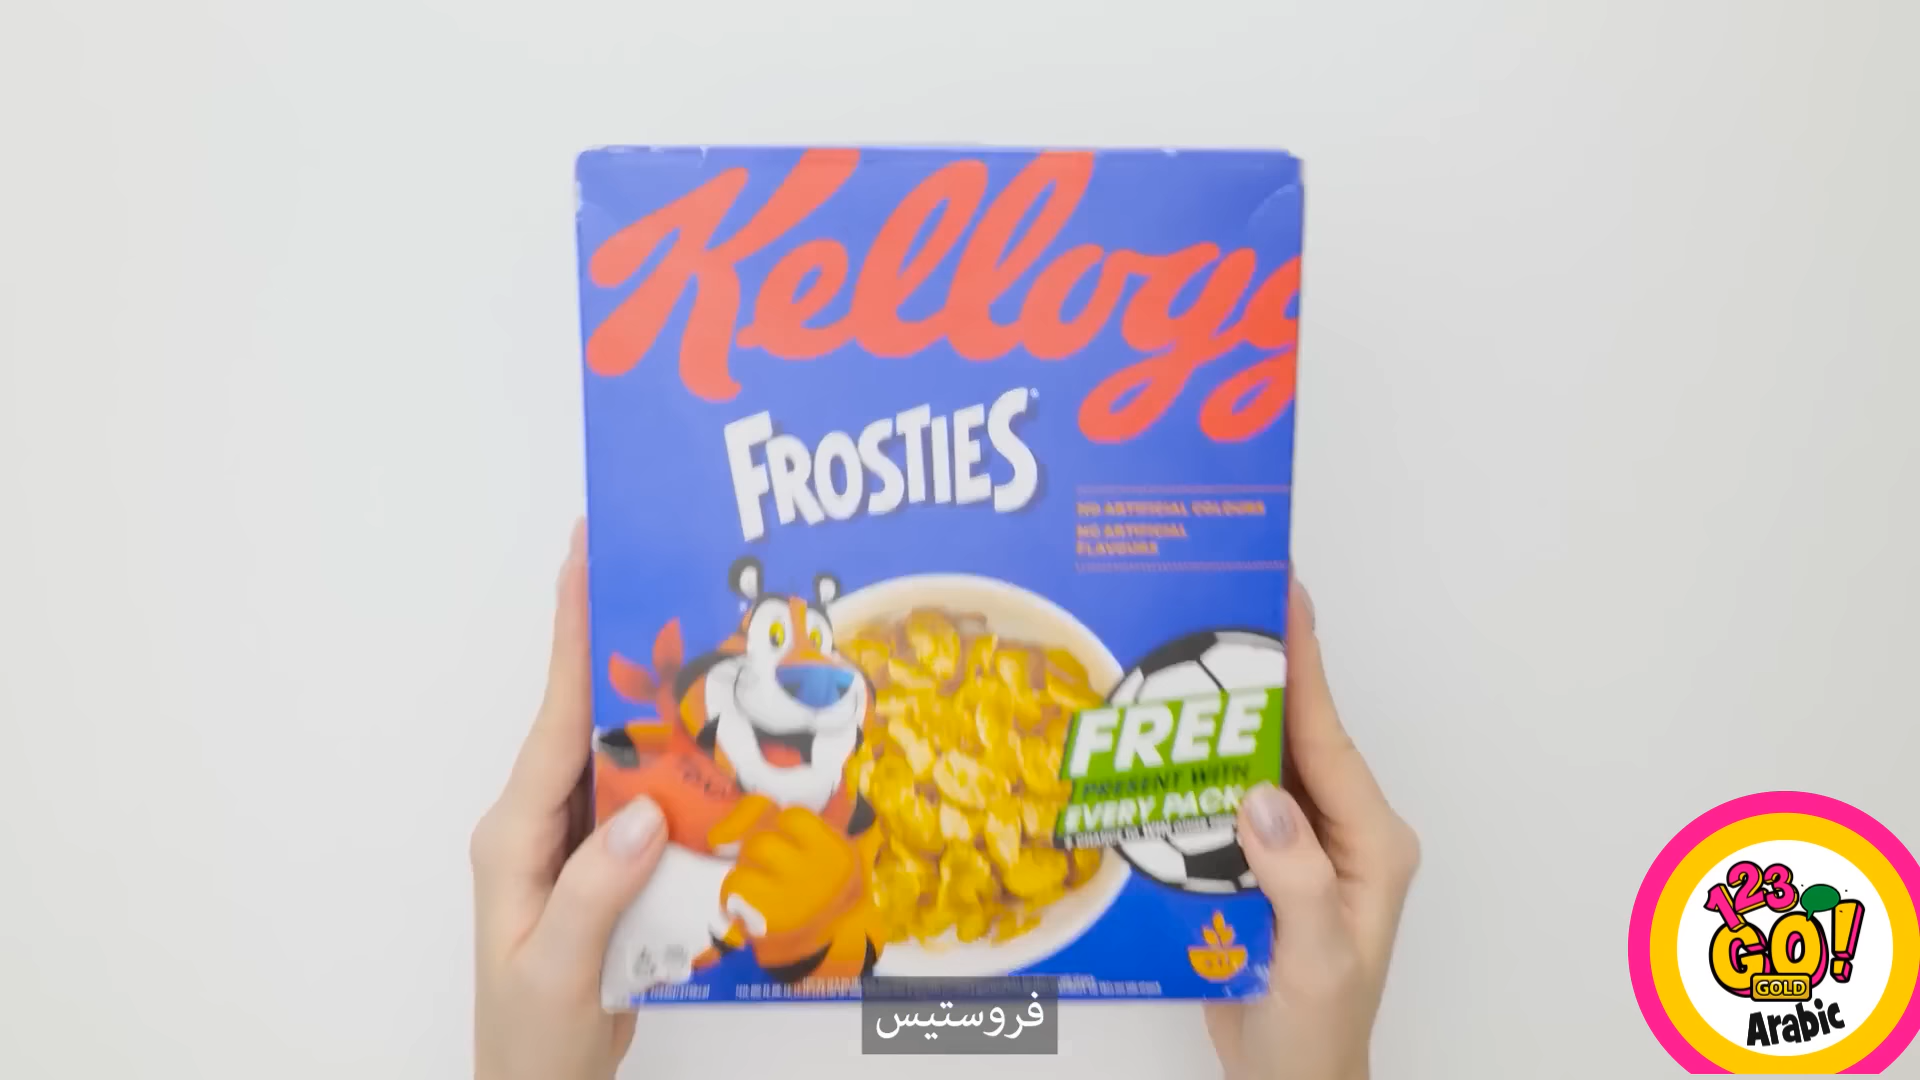 Kellogg
FROSTIES
NO ARTIFICIAL COLOURS
NO ARTIFICIAL
FLAVOURS
FREE
PRESENT WITH
EVERY PACK
فروستيس
123
GO!
GOLD
Arabic